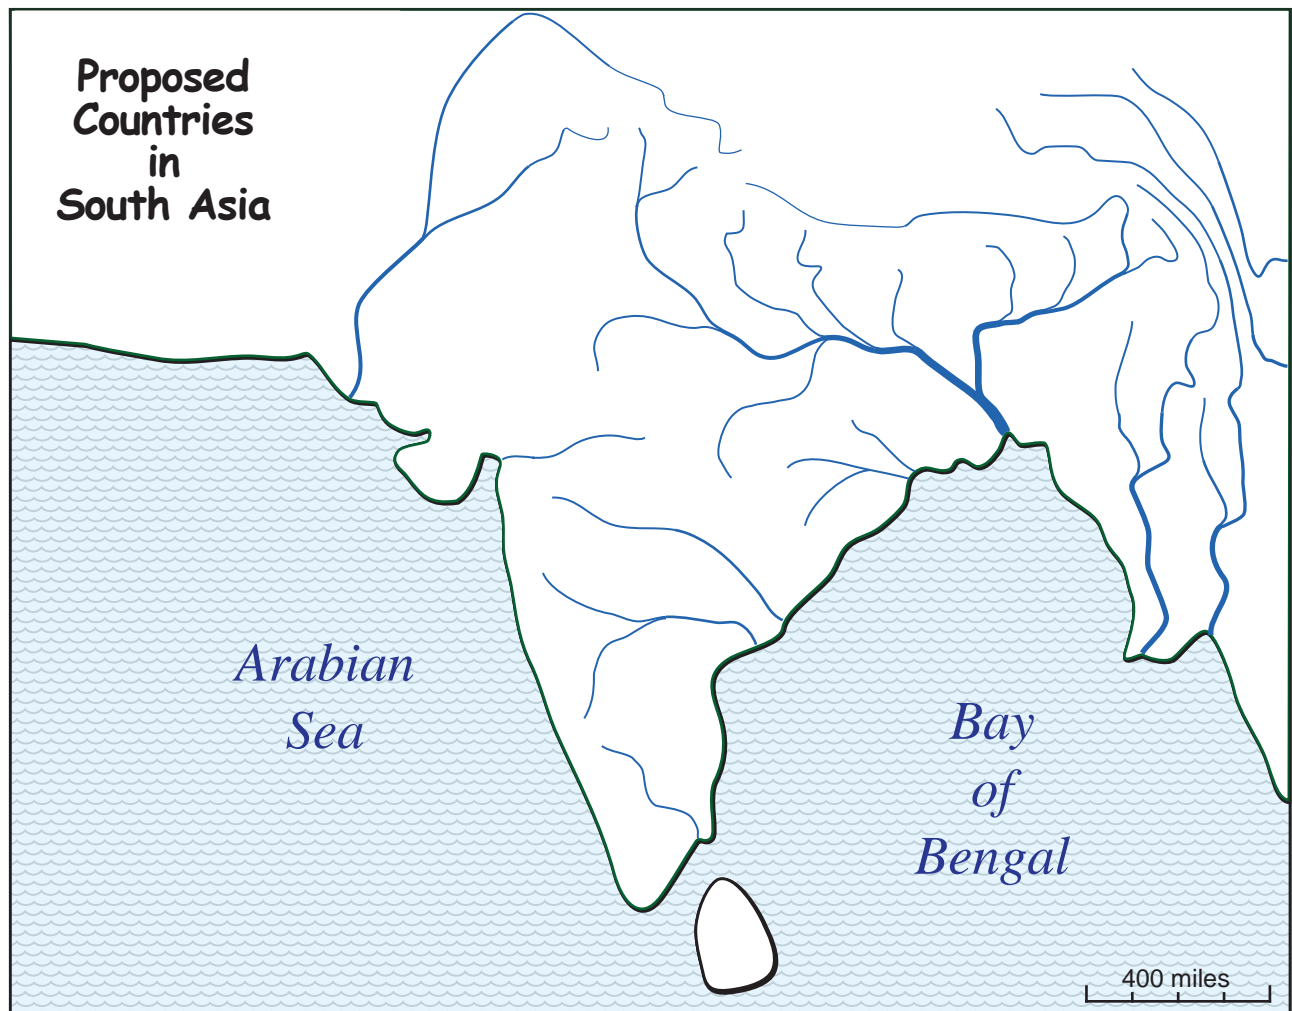 Proposed
Countries
in
South Asia
Arabian
Sea
Bay
of
Bengal
400 miles